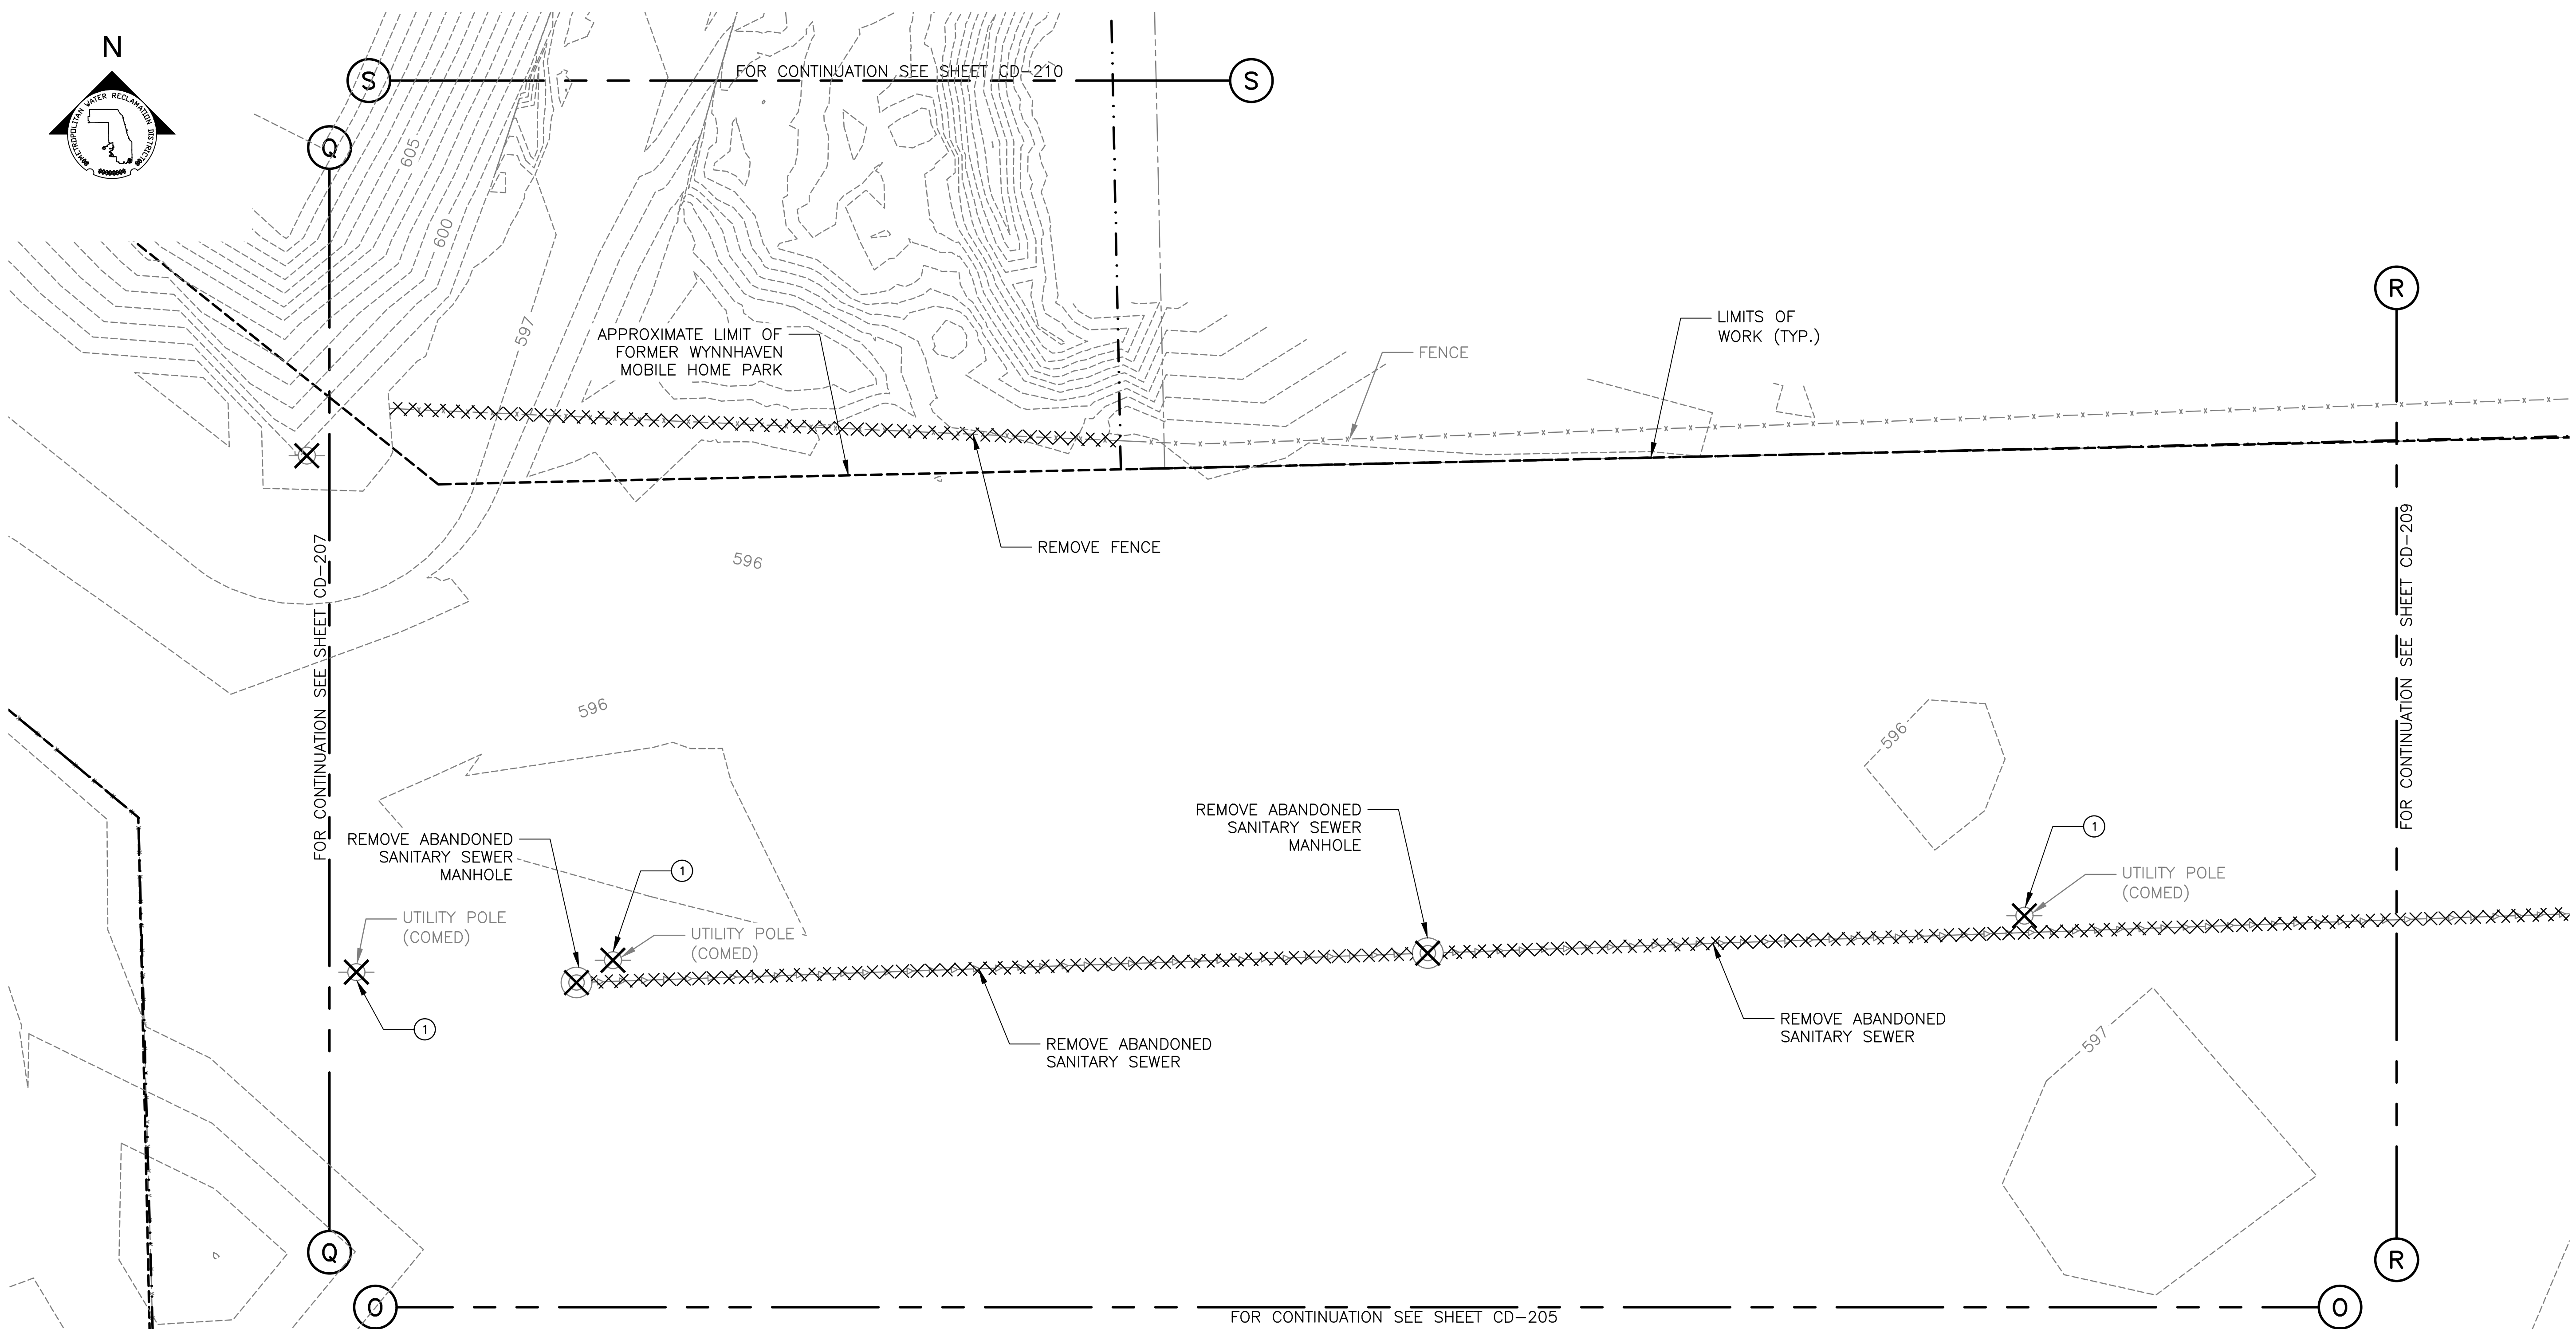 N
METROPOLITAN WATER RECLAMATION DISTRICT
S
FOR CONTINUATION SEE SHEET CD-210
S
Q
605
600
597
R
APPROXIMATE LIMIT OF
FORMER WYNNHAVEN
MOBILE HOME PARK
LIMITS OF
WORK (TYP.)
FENCE
REMOVE FENCE
596
596
596
FOR CONTINUATION SEE SHEET CD-207
FOR CONTINUATION SEE SHEET CD-209
REMOVE ABANDONED
SANITARY SEWER
MANHOLE
REMOVE ABANDONED
SANITARY SEWER
MANHOLE
1
1
UTILITY POLE
(COMED)
UTILITY POLE
(COMED)
UTILITY POLE
(COMED)
1
REMOVE ABANDONED
SANITARY SEWER
REMOVE ABANDONED
SANITARY SEWER
597
Q
R
O
FOR CONTINUATION SEE SHEET CD-205
O